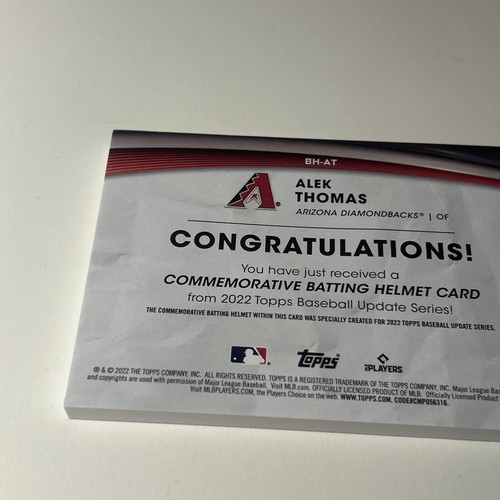 BH-AT
ALEK
THOMAS
ARIZONA DIAMONDBACKS® | OF
CONGRATULATIONS!
You have just received a
COMMEMORATIVE BATTING HELMET CARD
from 2022 Topps Baseball Update Series!
THE COMMEMORATIVE BATTING HELMET WITHIN THIS CARD WAS SPECIALLY CREATED FOR 2022 TOPPS BASEBALL UPDATE SERIES.
topps
PLAYERS
® & © 2022 THE TOPPS COMPANY, INC. ALL RIGHTS RESERVED. TOPPS IS A REGISTERED TRADEMARK OF THE TOPPS COMPANY, INC. Major League Bas
and copyrights are used with permission of Major League Baseball. Visit MLB.com. OFFICIALLY LICENSED PRODUCT OF MLB. Officially Licensed Product
Visit MLBPLAYERS.com, the Players Choice on the web. WWW.TOPPS.COM. CODE#CMP056316.